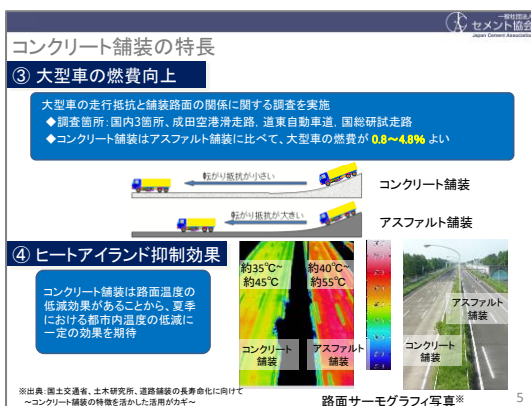 一般社団法人
セメント協会
Japan Cement Association
コンクリート舗装の特長
③ 大型車の燃費向上
大型車の走行抵抗と舗装路面の関係に関する調査を実施
◆調査箇所:国内3箇所、成田空港滑走路、道東自動車道、国総研試走路
◆コンクリート舗装はアスファルト舗装に比べて、大型車の燃費が 0.8~4.8% よい
転がり抵抗が小さい
コンクリート舗装
転がり抵抗が大きい
アスファルト舗装
④ ヒートアイランド抑制効果
コンクリート舗装は路面温度の
低減効果があることから、夏季
における都市内温度の低減に
一定の効果を期待
約35℃~
約45℃
約40℃~
約55℃
コンクリート
舗装
アスファルト
舗装
アスファルト
舗装
コンクリート
舗装
路面サーモグラフィ写真※
※出典:国土交通省、土木研究所、道路舗装の長寿命化に向けて
~コンクリート舗装の特徴を活かした活用がカギ~
5